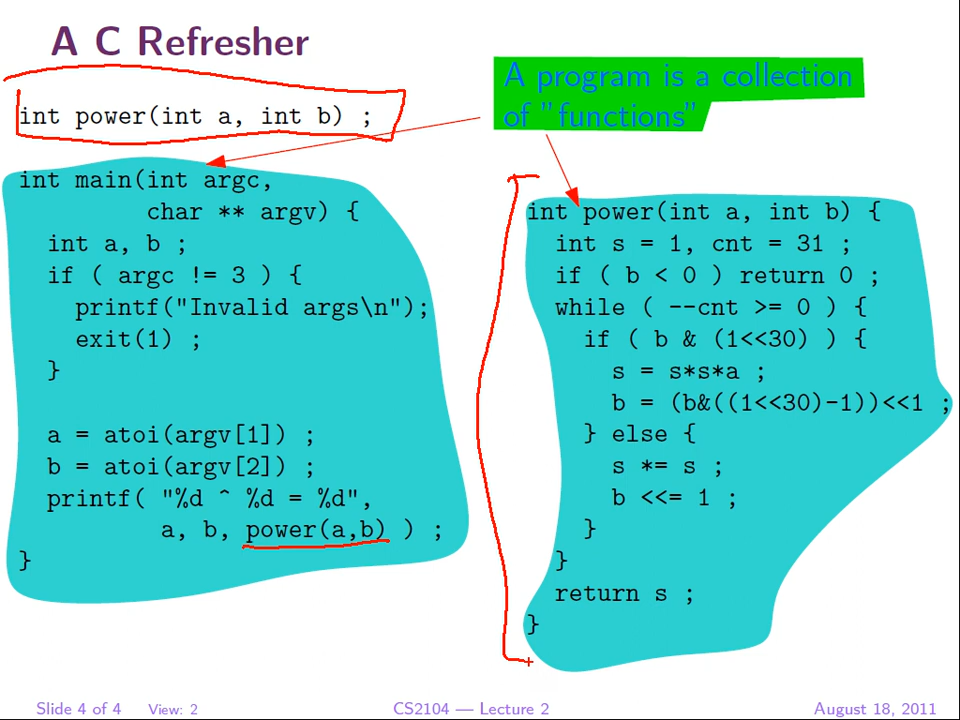 A C Refresher
A program is a collection
of "functions"
int power(int a, int b) ;
int main(int argc,
char ** argv) {
int a, b ;
if ( argc != 3 ) {
printf("Invalid args\n");
exit(1) ;
}
a = atoi(argv[1]) ;
b = atoi(argv[2]) ;
printf( "%d ^ %d = %d",
a, b, power(a,b) ) ;
}
int power(int a, int b) {
int s = 1, cnt = 31 ;
if ( b < 0 ) return 0 ;
while ( --cnt >= 0 ) {
if ( b & (1<<30) ) {
s = s*s*a ;
b = (b&((1<<30)-1))<<1 ;
} else {
s *= s ;
b <<= 1 ;
}
}
return s ;
}
Slide 4 of 4 View: 2 CS2104 — Lecture 2 August 18, 2011